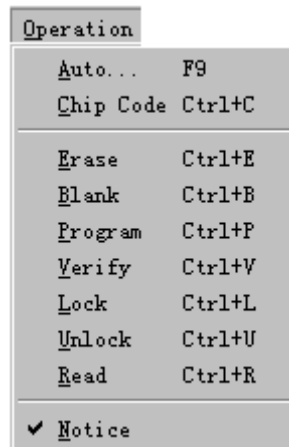 Operation
Auto... F9
Chip Code Ctrl+C
Erase Ctrl+E
Blank Ctrl+B
Program Ctrl+P
Verify Ctrl+V
Lock Ctrl+L
Unlock Ctrl+U
Read Ctrl+R
✔ Notice